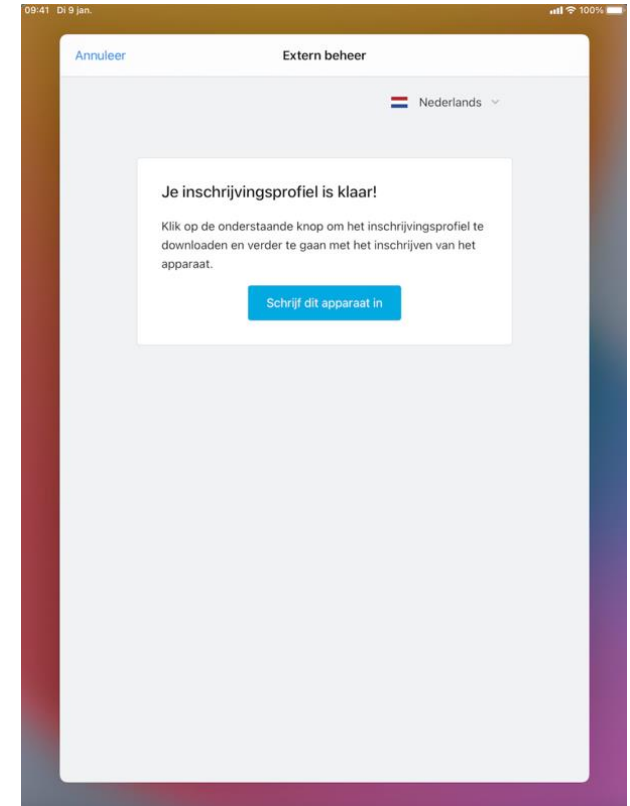 09:41 Di 9 jan.
100%
Annuleer
Extern beheer
Nederlands
Je inschrijvingsprofiel is klaar!
Klik op de onderstaande knop om het inschrijvingsprofiel te
downloaden en verder te gaan met het inschrijven van het
apparaat.
Schrijf dit apparaat in